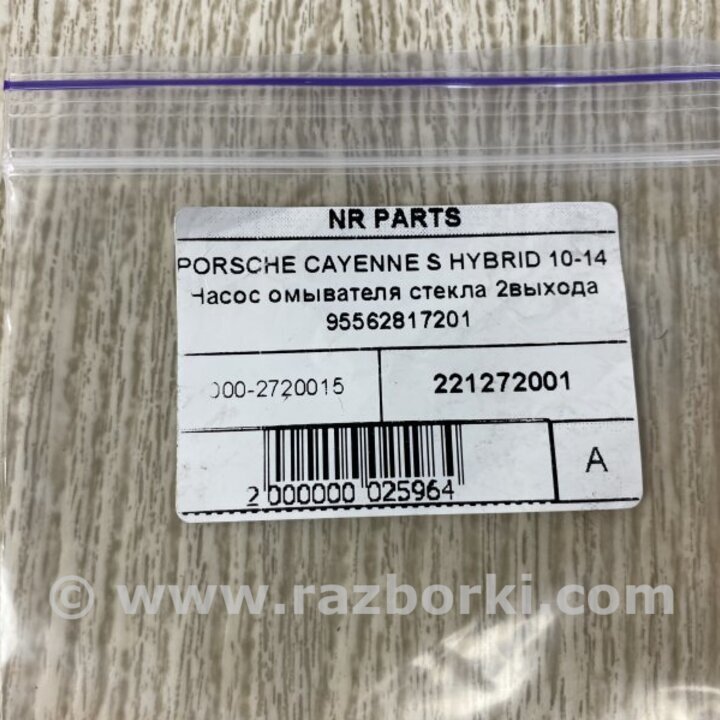 NR PARTS
PORSCHE CAYENNE S HYBRID 10-14
Насос омывателя стекла 2выхода
95562817201
000-2720015
221272001
A
2 000000 025964
© www.razborki.com